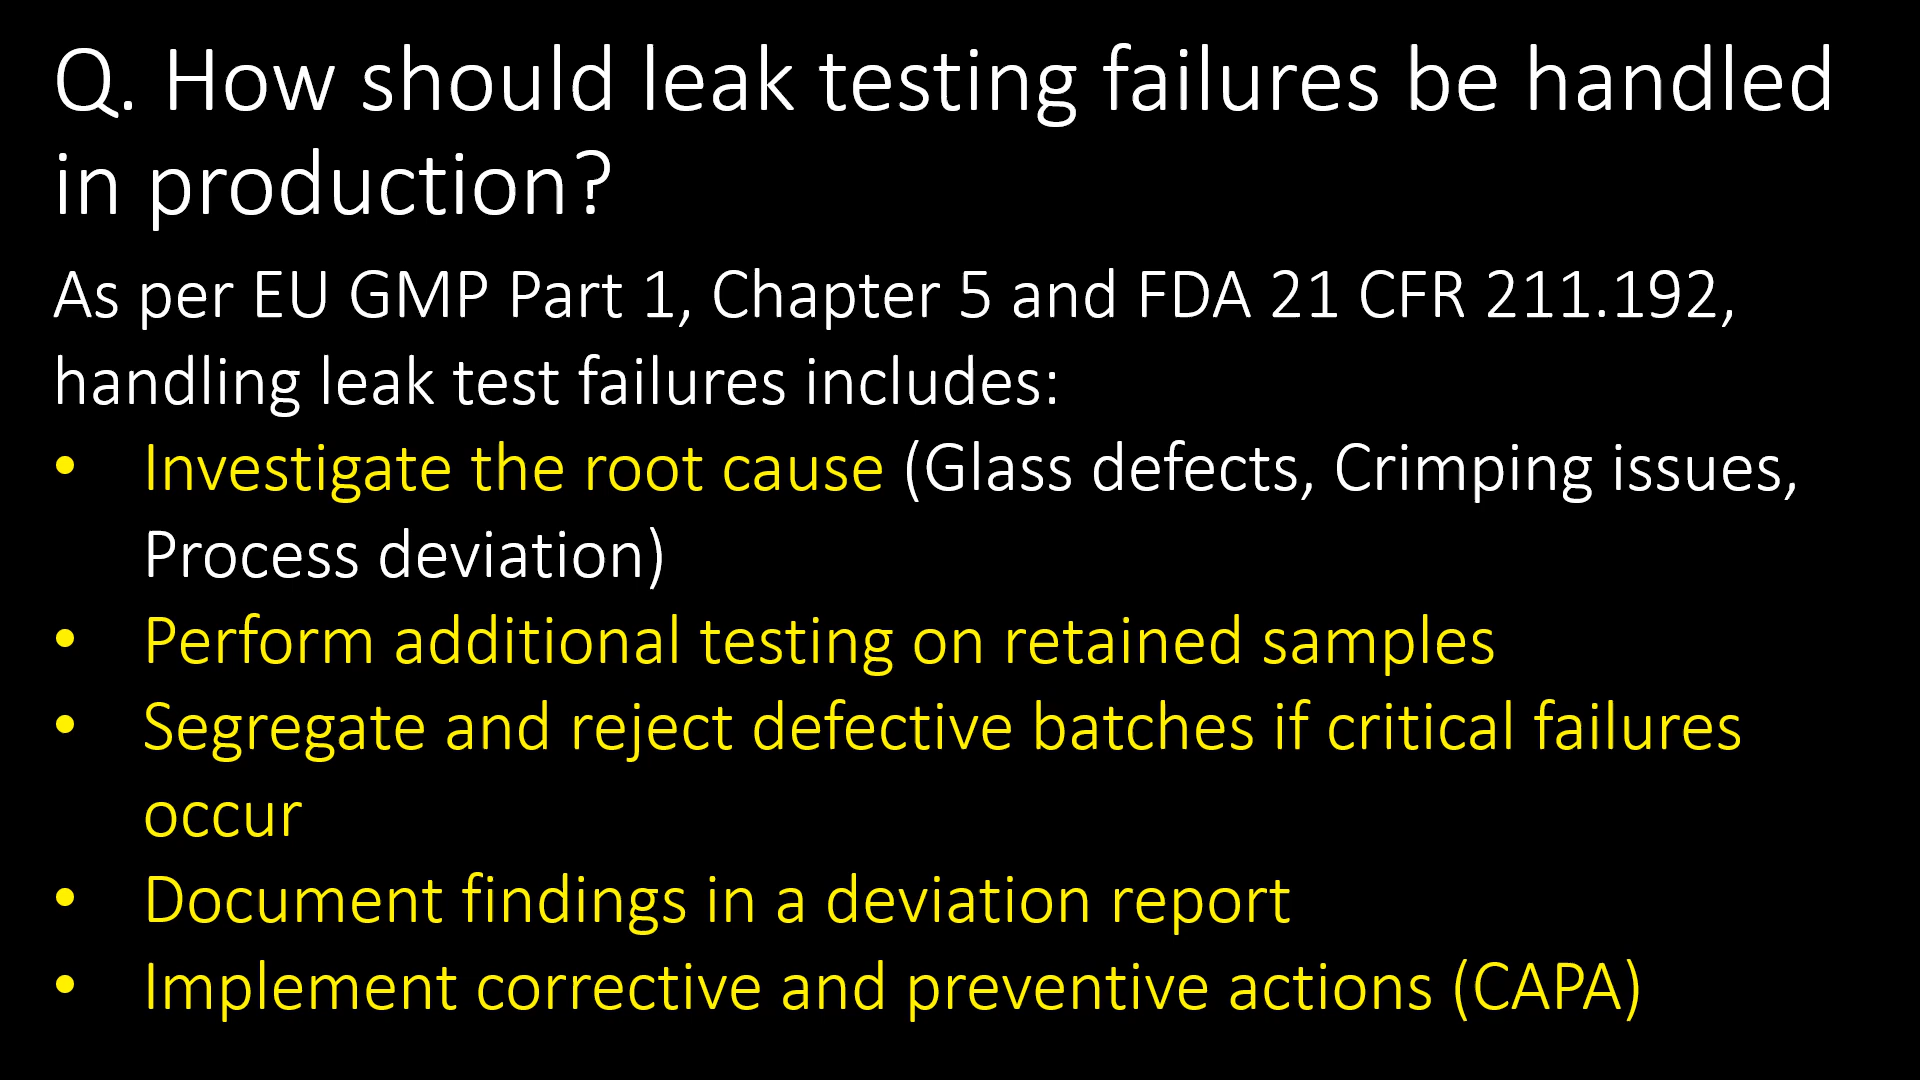 Q. How should leak testing failures be handled
in production?
As per EU GMP Part 1, Chapter 5 and FDA 21 CFR 211.192,
handling leak test failures includes:
• Investigate the root cause (Glass defects, Crimping issues,
Process deviation)
• Perform additional testing on retained samples
• Segregate and reject defective batches if critical failures
occur
• Document findings in a deviation report
• Implement corrective and preventive actions (CAPA)